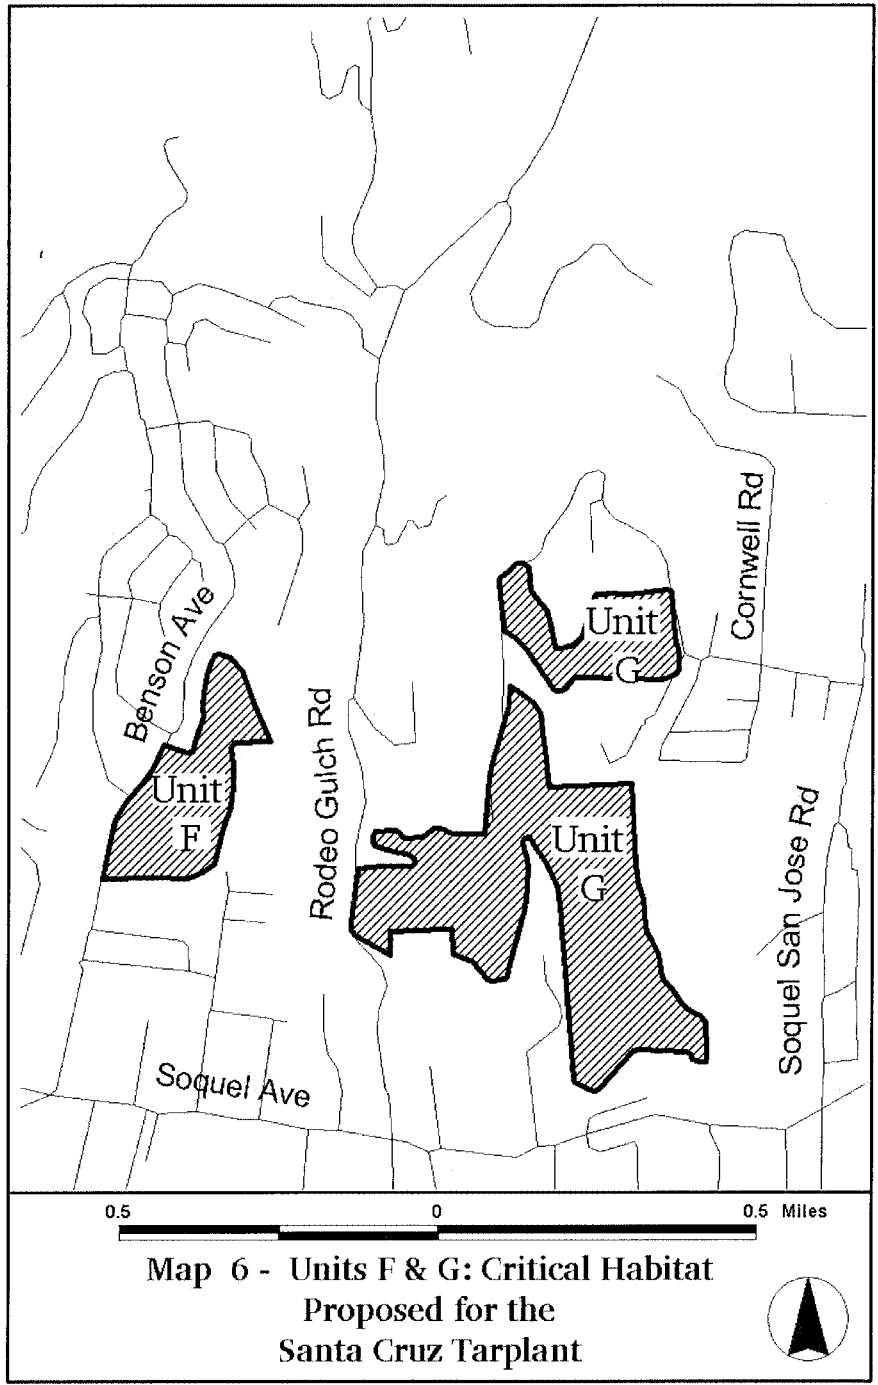 Cornwell Rd
Unit
G
Benson Ave
Rodeo Gulch Rd
Unit
F
Unit
G
Soquel San Jose Rd
Soquel Ave
0.5 0 0.5 Miles
Map 6 - Units F & G: Critical Habitat
Proposed for the
Santa Cruz Tarplant